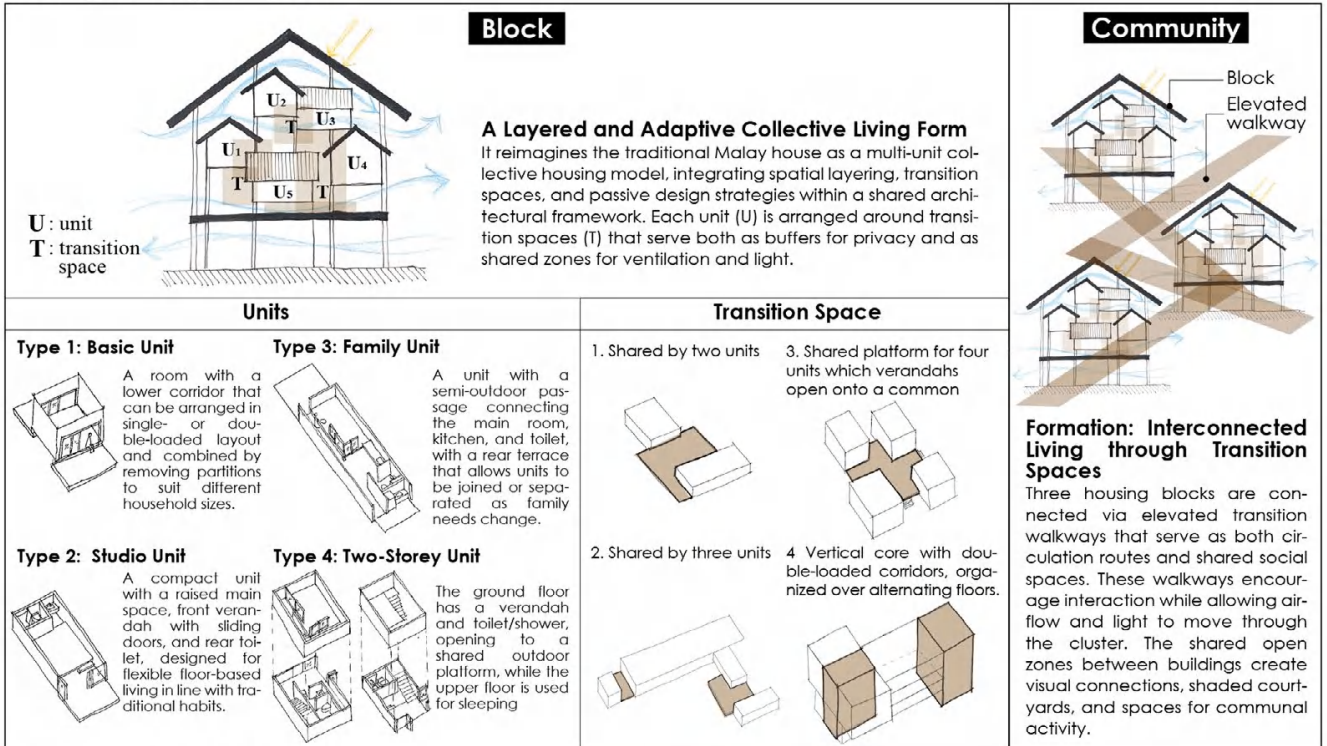 Block
U1
U2
U3
U4
U5
T
T
T
U : unit
T : transition
space
A Layered and Adaptive Collective Living Form
It reimagines the traditional Malay house as a multi-unit col-
lective housing model, integrating spatial layering, transition
spaces, and passive design strategies within a shared archi-
tectural framework. Each unit (U) is arranged around transi-
tion spaces (T) that serve both as buffers for privacy and as
shared zones for ventilation and light.
Units
Type 1: Basic Unit
A room with a
lower corridor that
can be arranged in
single- or dou-
ble-loaded layout
and combined by
removing partitions
to suit different
household sizes.
Type 2: Studio Unit
A compact unit
with a raised main
space, front veran-
dah with sliding
doors, and rear toi-
let, designed for
flexible floor-based
living in line with tra-
ditional habits.
Type 3: Family Unit
A unit with a
semi-outdoor pas-
sage connecting
the main room,
kitchen, and toilet,
with a rear terrace
that allows units to
be joined or sepa-
rated as family
needs change.
Type 4: Two-Storey Unit
The ground floor
has a verandah
and toilet/shower,
opening to a
shared outdoor
platform, while the
upper floor is used
for sleeping
Transition Space
1. Shared by two units
2. Shared by three units
3. Shared platform for four
units which verandahs
open onto a common
4 Vertical core with dou-
ble-loaded corridors, orga-
nized over alternating floors.
Community
Block
Elevated
walkway
Formation: Interconnected
Living through Transition
Spaces
Three housing blocks are con-
nected via elevated transition
walkways that serve as both cir-
culation routes and shared social
spaces. These walkways encour-
age interaction while allowing air-
flow and light to move through
the cluster. The shared open
zones between buildings create
visual connections, shaded court-
yards, and spaces for communal
activity.